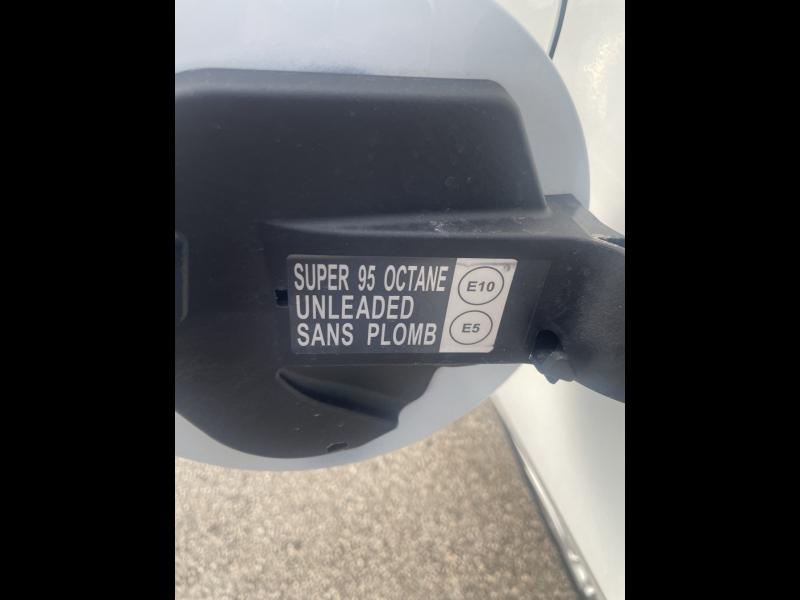 SUPER 95 OCTANE
UNLEADED
SANS PLOMB
E10
E5